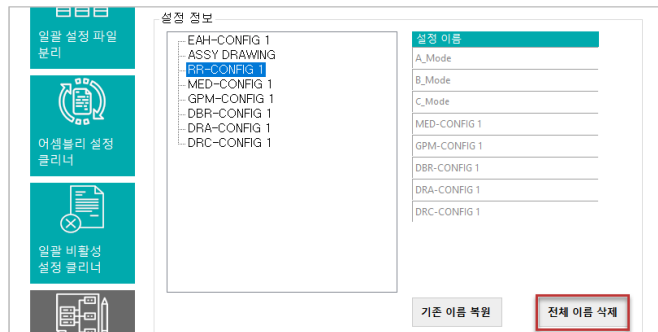 일괄 설정 파일
분리
어셈블리 설정
클리너
일괄 비활성
설정 클리너
설정 정보
EAH-CONFIG 1
ASSY DRAWING
RR-CONFIG 1
MED-CONFIG 1
GPM-CONFIG 1
DBR-CONFIG 1
DRA-CONFIG 1
DRC-CONFIG 1
설정 이름
A_Mode
B_Mode
C_Mode
MED-CONFIG 1
GPM-CONFIG 1
DBR-CONFIG 1
DRA-CONFIG 1
DRC-CONFIG 1
기존 이름 복원
전체 이름 삭제